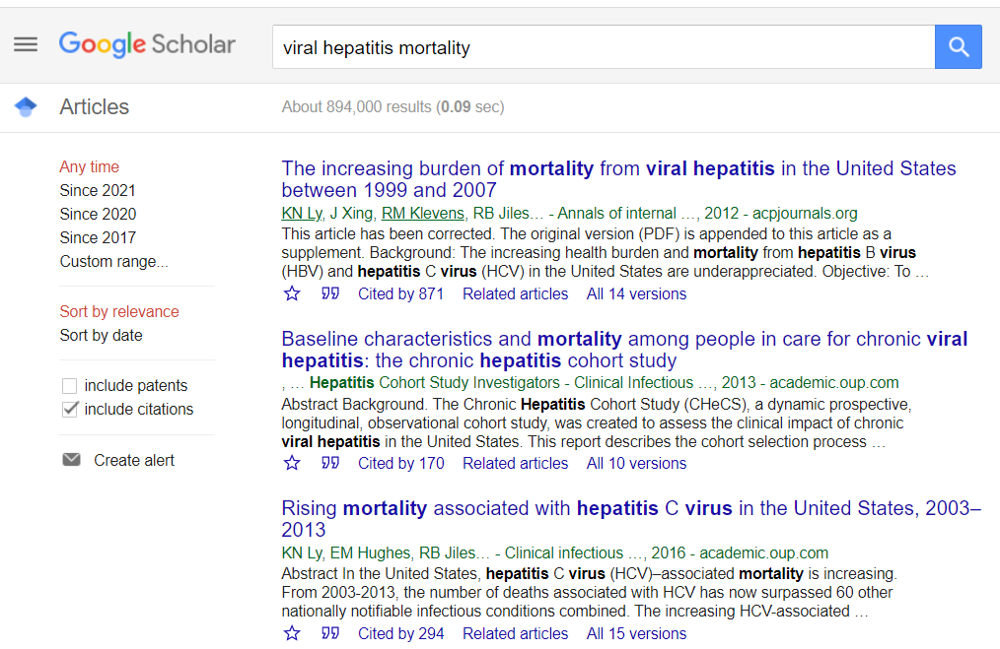 Google Scholar
viral hepatitis mortality
Articles
About 894,000 results (0.09 sec)
Any time
Since 2021
Since 2020
Since 2017
Custom range...
Sort by relevance
Sort by date
include patents
include citations
Create alert
The increasing burden of mortality from viral hepatitis in the United States
between 1999 and 2007
KN Ly, J Xing, RM Klevens, RB Jiles… - Annals of internal …, 2012 - acpjournals.org
This article has been corrected. The original version (PDF) is appended to this article as a
supplement. Background: The increasing health burden and mortality from hepatitis B virus
(HBV) and hepatitis C virus (HCV) in the United States are underappreciated. Objective: To …
Cited by 871 Related articles All 14 versions
Baseline characteristics and mortality among people in care for chronic viral
hepatitis: the chronic hepatitis cohort study
, … Hepatitis Cohort Study Investigators - Clinical Infectious …, 2013 - academic.oup.com
Abstract Background. The Chronic Hepatitis Cohort Study (CHeCS), a dynamic prospective,
longitudinal, observational cohort study, was created to assess the clinical impact of chronic
viral hepatitis in the United States. This report describes the cohort selection process …
Cited by 170 Related articles All 10 versions
Rising mortality associated with hepatitis C virus in the United States, 2003–
2013
KN Ly, EM Hughes, RB Jiles… - Clinical infectious …, 2016 - academic.oup.com
Abstract In the United States, hepatitis C virus (HCV)–associated mortality is increasing.
From 2003-2013, the number of deaths associated with HCV has now surpassed 60 other
nationally notifiable infectious conditions combined. The increasing HCV-associated …
Cited by 294 Related articles All 15 versions